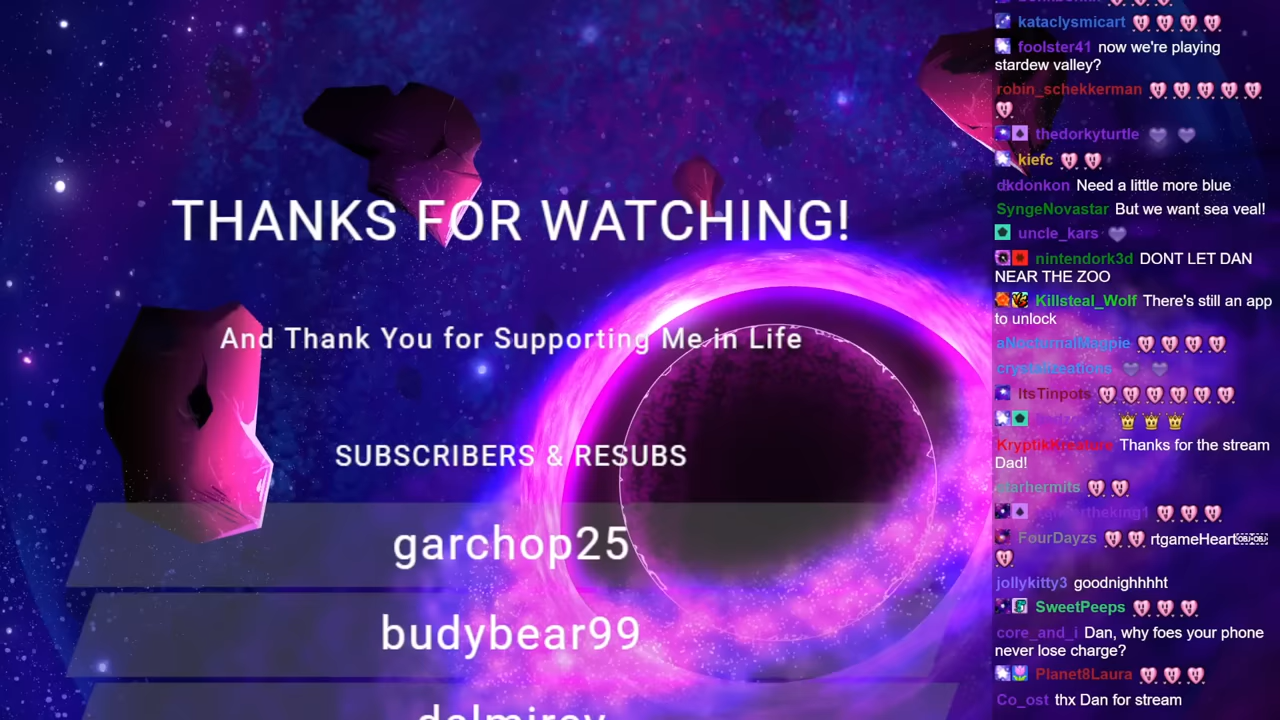 THANKS FOR WATCHING!
And Thank You for Supporting Me in Life
SUBSCRIBERS & RESUBS
garchop25
budybear99
kataclysmicart
foolster41 now we're playing
stardew valley?
robin_schekkerman
thedorkyturtle
kiefc
dkdonkon Need a little more blue
SyngeNovastar But we want sea veal!
uncle_kars
nintendork3d DONT LET DAN
NEAR THE ZOO
Killsteal_Wolf There's still an app
to unlock
aNocturnalMagpie
crystalkreations
ItsTinpots
KryptikKreature Thanks for the stream
Dad!
starhermits
FourDayzs rtgameHeart
jollykitty3 goodnighhhht
SweetPeeps
core_and_i Dan, why foes your phone
never lose charge?
Planet8Laura
Co_ost thx Dan for stream